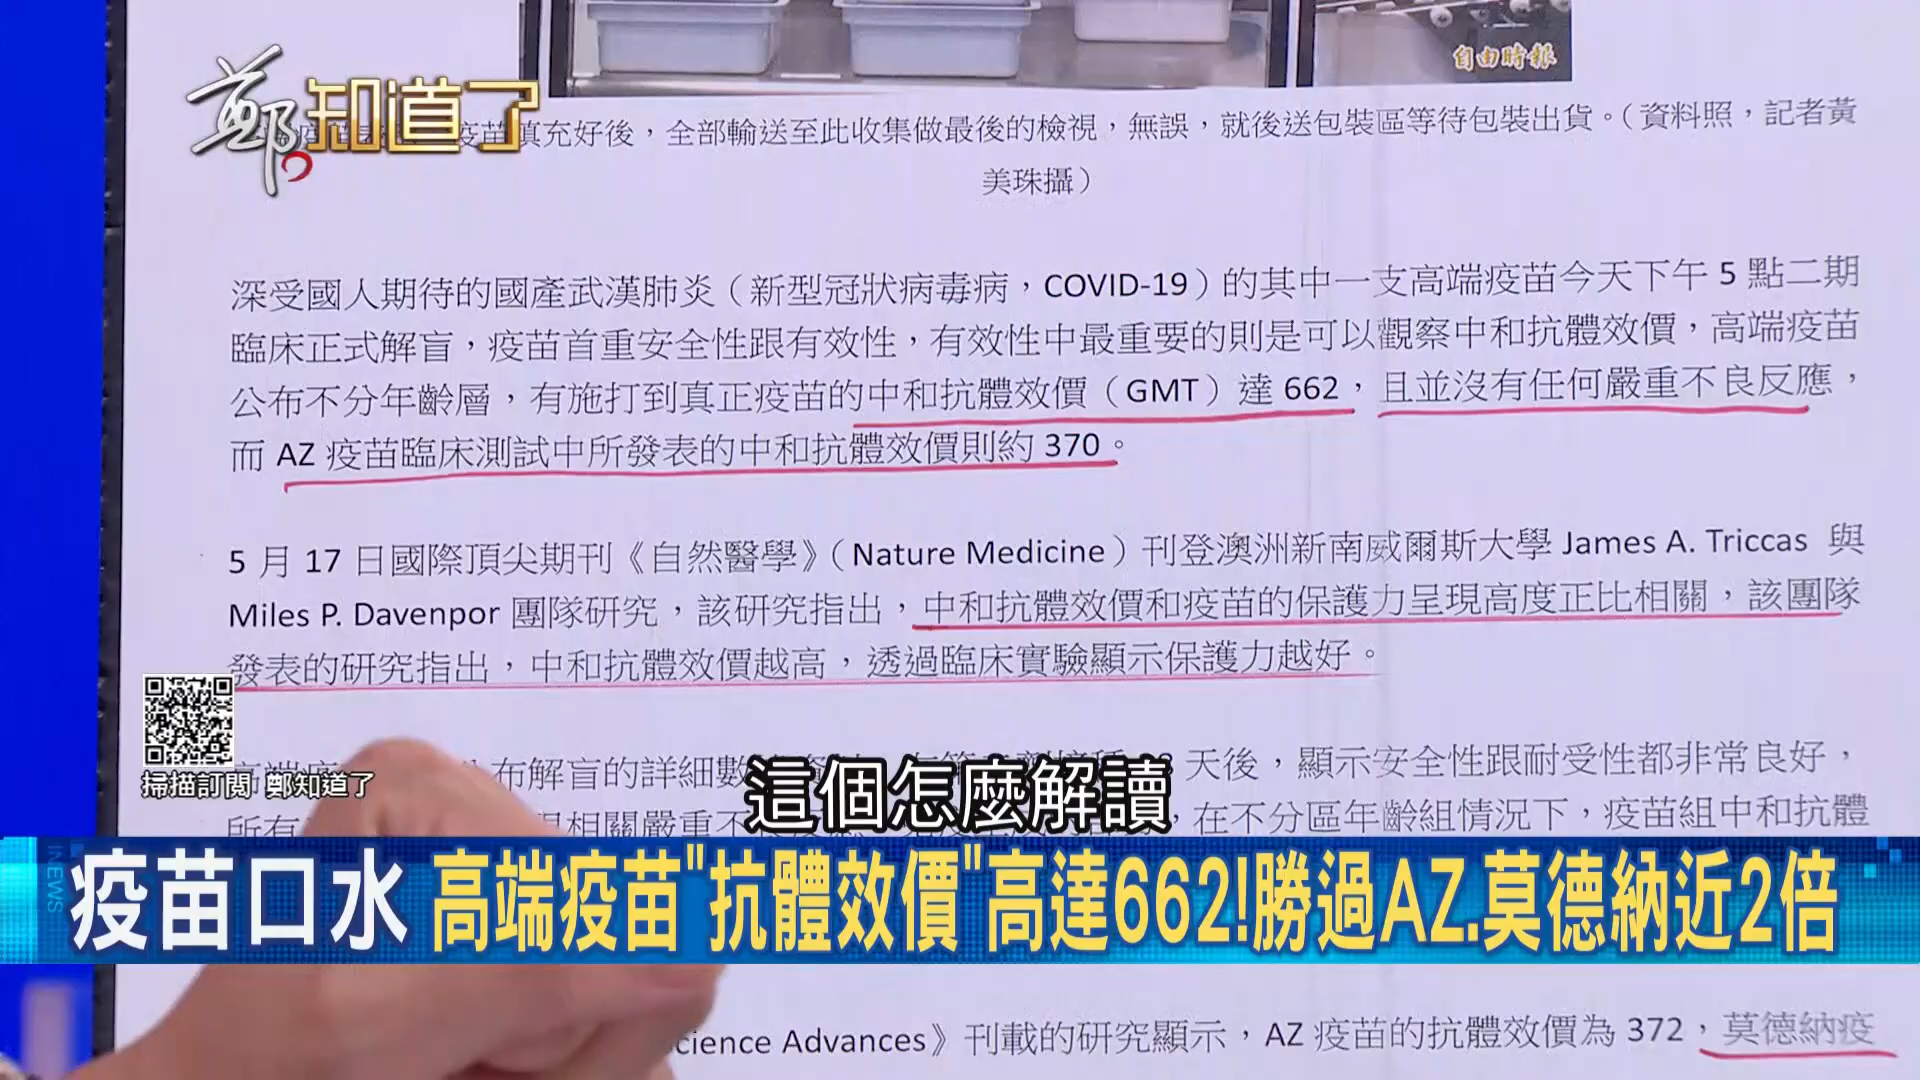 自由時報
鄭知道了
疫苗填充好後，全部輸送至此收集做最後的檢視，無誤，就後送包裝區等待包裝出貨。（資料照，記者黃
美珠攝）
深受國人期待的國產武漢肺炎（新型冠狀病毒病，COVID-19）的其中一支高端疫苗今天下午 5 點二期
臨床正式解盲，疫苗首重安全性跟有效性，有效性中最重要的則是可以觀察中和抗體效價，高端疫苗
公布不分年齡層，有施打到真正疫苗的中和抗體效價（GMT）達 662，且並沒有任何嚴重不良反應，
而 AZ 疫苗臨床測試中所發表的中和抗體效價則約 370。
5 月 17 日國際頂尖期刊《自然醫學》（Nature Medicine）刊登澳洲新南威爾斯大學 James A. Triccas 與
Miles P. Davenpor 團隊研究，該研究指出，中和抗體效價和疫苗的保護力呈現高度正比相關，該團隊
發表的研究指出，中和抗體效價越高，透過臨床實驗顯示保護力越好。
高端 布解盲的詳細數 天後，顯示安全性跟耐受性都非常良好，
所有 相關嚴重不 ，在不分區年齡組情況下，疫苗組中和抗體
掃描訂閱 鄭知道了
這個怎麼解讀
INEWS
疫苗口水 高端疫苗"抗體效價"高達662!勝過AZ.莫德納近2倍
cience Advances》刊載的研究顯示，AZ 疫苗的抗體效價為 372，莫德納疫